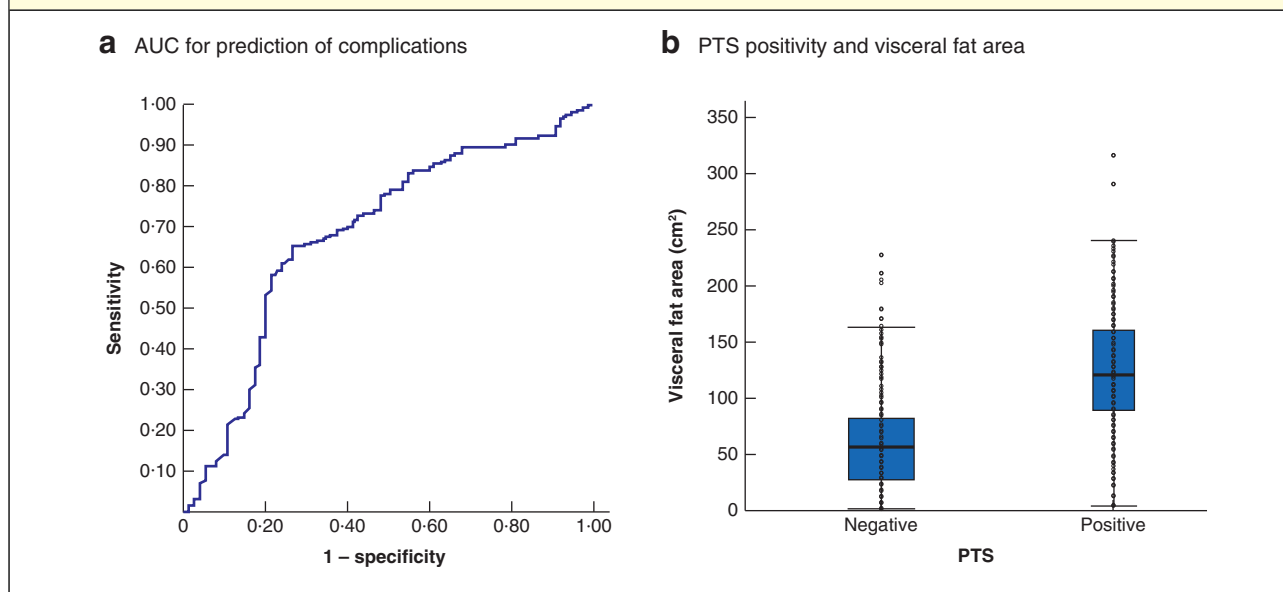 a AUC for prediction of complications
1·00
0·90
0·80
0·70
0·60
0·50
0·40
0·30
0·20
0·10
Sensitivity
0 0·20 0·40 0·60 0·80 1·00
1 – specificity
b PTS positivity and visceral fat area
350
300
250
200
150
100
50
0
Visceral fat area (cm²)
Negative Positive
PTS